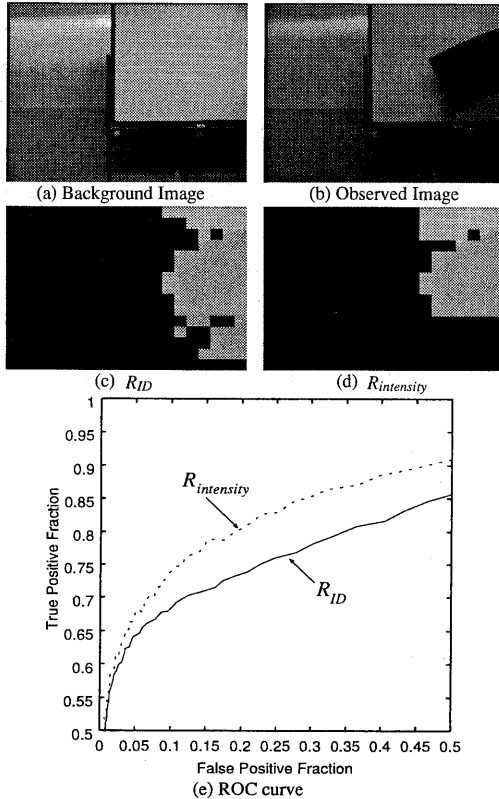 (a) Background Image
(b) Observed Image
(c) R_ID
(d) R_intensity
1
0.95
0.9
0.85
0.8
0.75
0.7
0.65
0.6
0.55
0.5
True Positive Fraction
R_intensity
R_ID
0 0.05 0.1 0.15 0.2 0.25 0.3 0.35 0.4 0.45 0.5
False Positive Fraction
(e) ROC curve